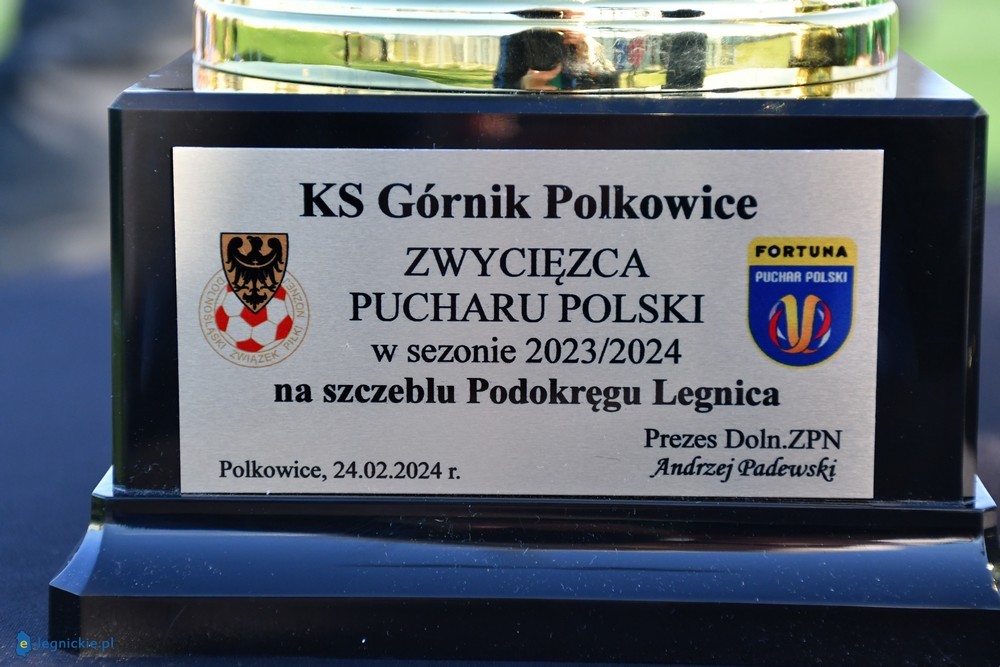 KS Górnik Polkowice
ZWYCIĘZCA
PUCHARU POLSKI
w sezonie 2023/2024
na szczeblu Podokręgu Legnica
Prezes Doln.ZPN
Andrzej Padewski
Polkowice, 24.02.2024 r.
DOLNOŚLĄSKI ZWIĄZEK PIŁKI NOŻNEJ
FORTUNA
PUCHAR POLSKI
e-legnickie.pl